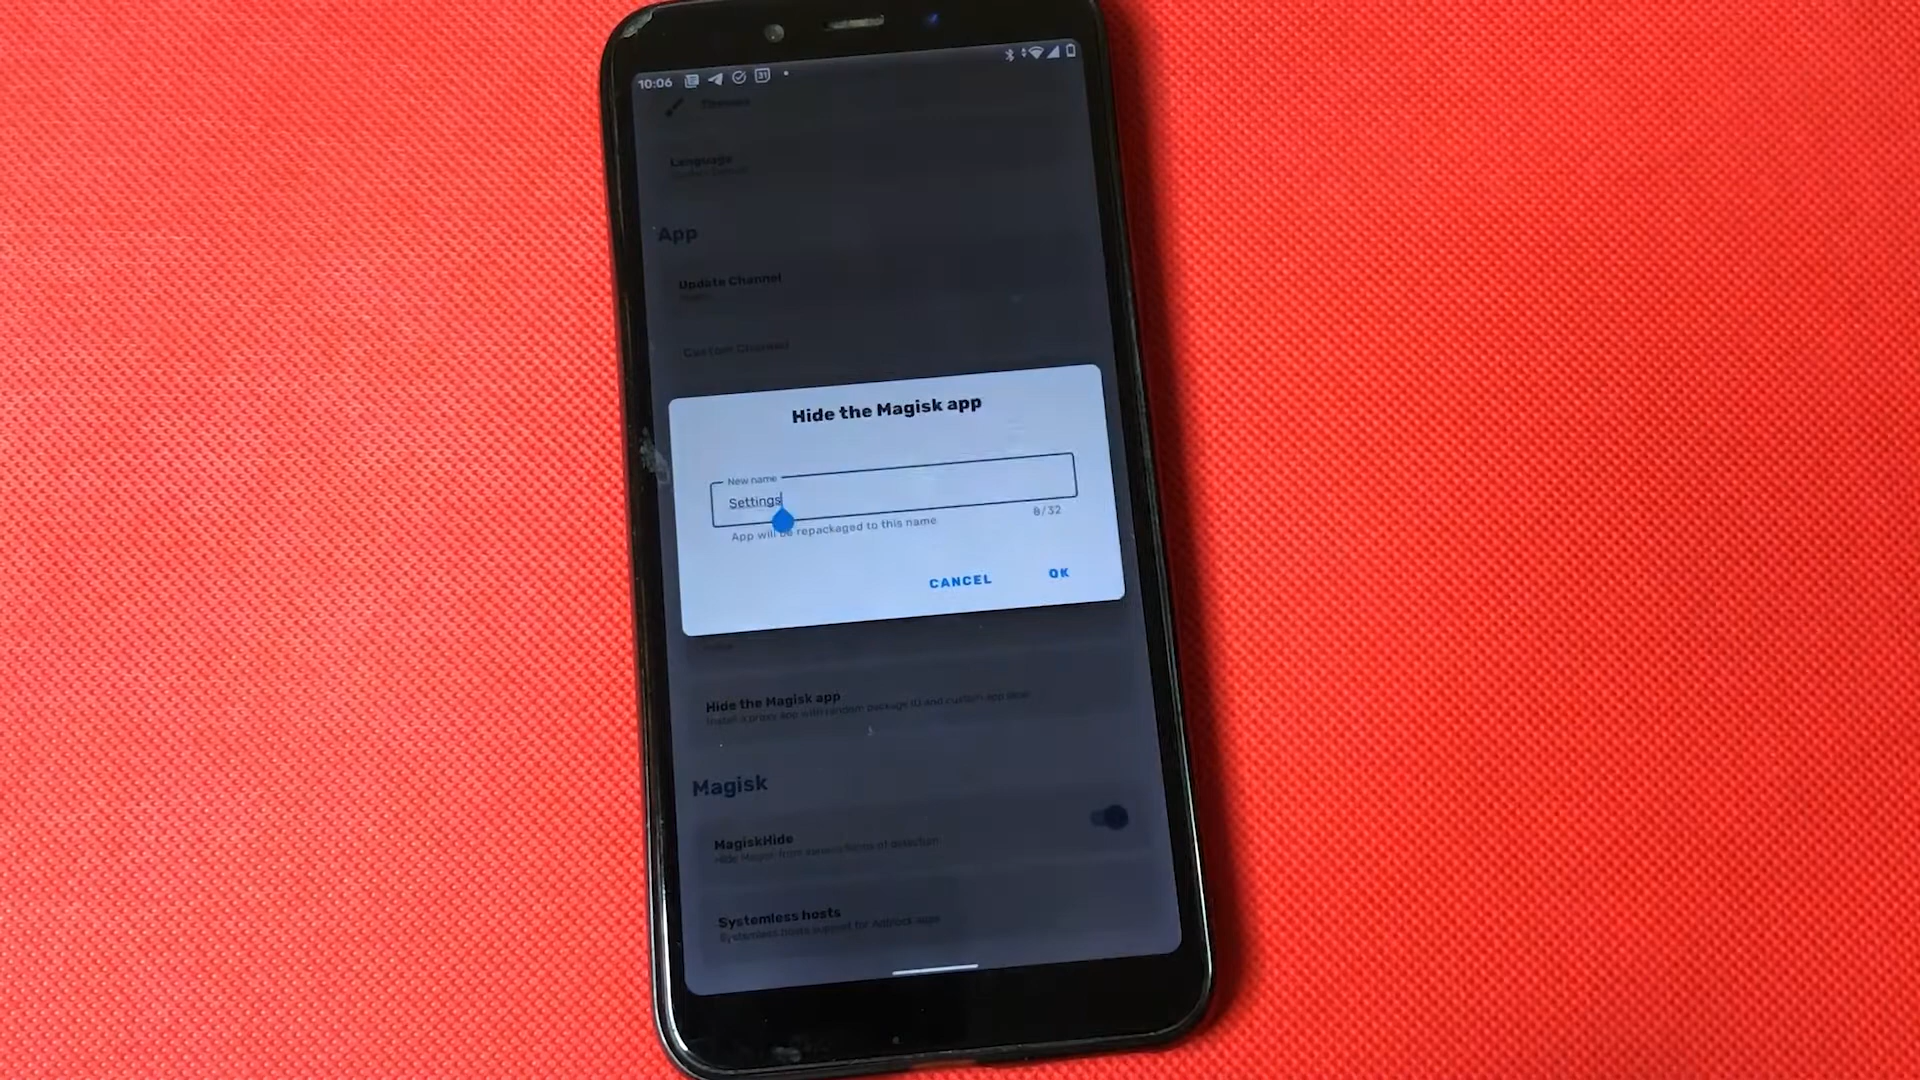 10:06
31
Themes
Language
App
Update Channel
Custom Channel
Hide the Magisk app
New name
Settings
App will be repackaged to this name
8/32
CANCEL
OK
Hide the Magisk app
Install a proxy app with random package ID and custom app label
Magisk
MagiskHide
Hide Magisk from various forms of detection
Systemless hosts
Systemless hosts support for Adblock apps